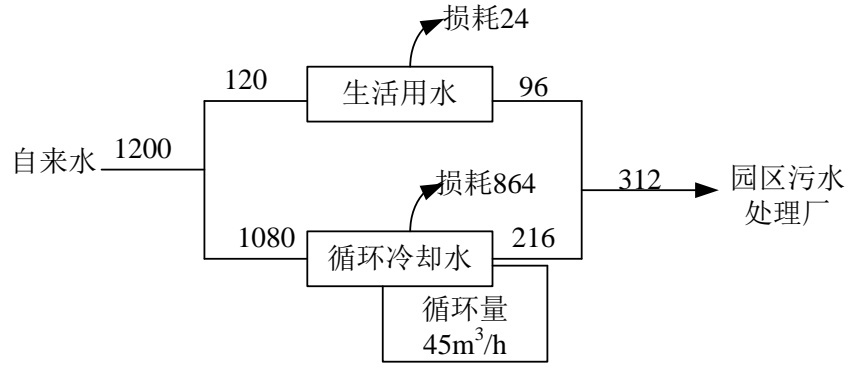 损耗24
120
生活用水
96
自来水
1200
损耗864
312
园区污水
处理厂
1080
循环冷却水
216
循环量
45m³/h